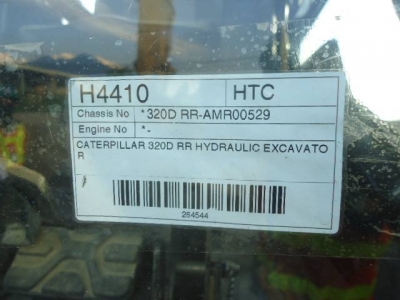 H4410 HTC
Chassis No *320D RR-AMR00529
Engine No *-
CATERPILLAR 320D RR HYDRAULIC EXCAVATO
R
264544